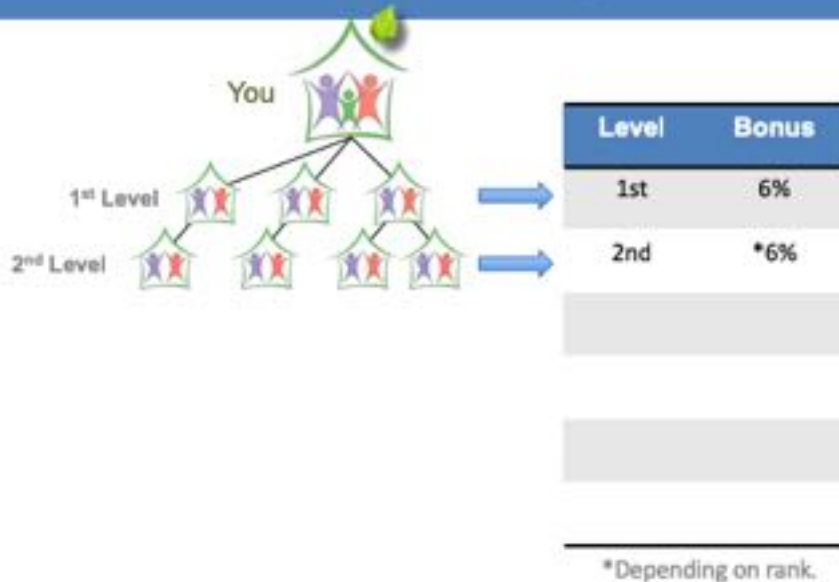 You
1st Level
2nd Level
Level Bonus
1st 6%
2nd *6%
*Depending on rank.